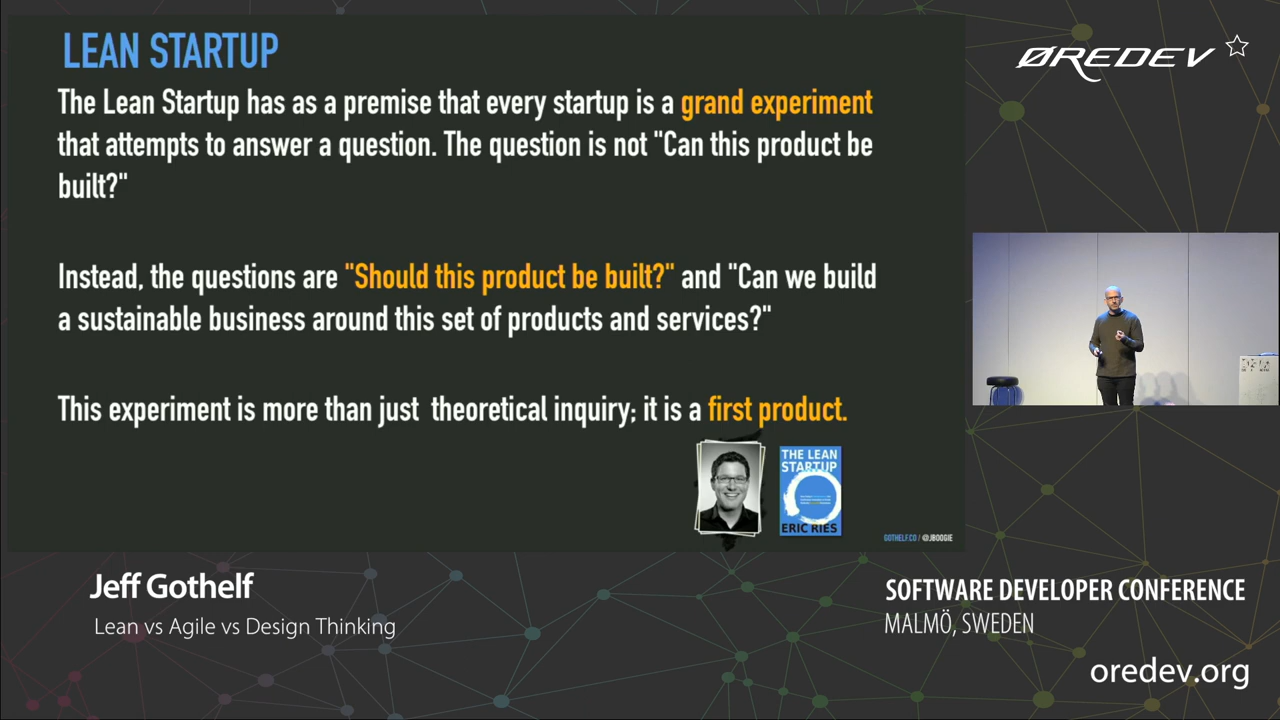 LEAN STARTUP
The Lean Startup has as a premise that every startup is a grand experiment
that attempts to answer a question. The question is not "Can this product be
built?"
Instead, the questions are "Should this product be built?" and "Can we build
a sustainable business around this set of products and services?"
This experiment is more than just theoretical inquiry; it is a first product.
THE LEAN
STARTUP
ERIC RIES
GOTHELF.CO / @JBOOGIE
ØREDEV
Jeff Gothelf
Lean vs Agile vs Design Thinking
SOFTWARE DEVELOPER CONFERENCE
MALMÖ, SWEDEN
oredev.org